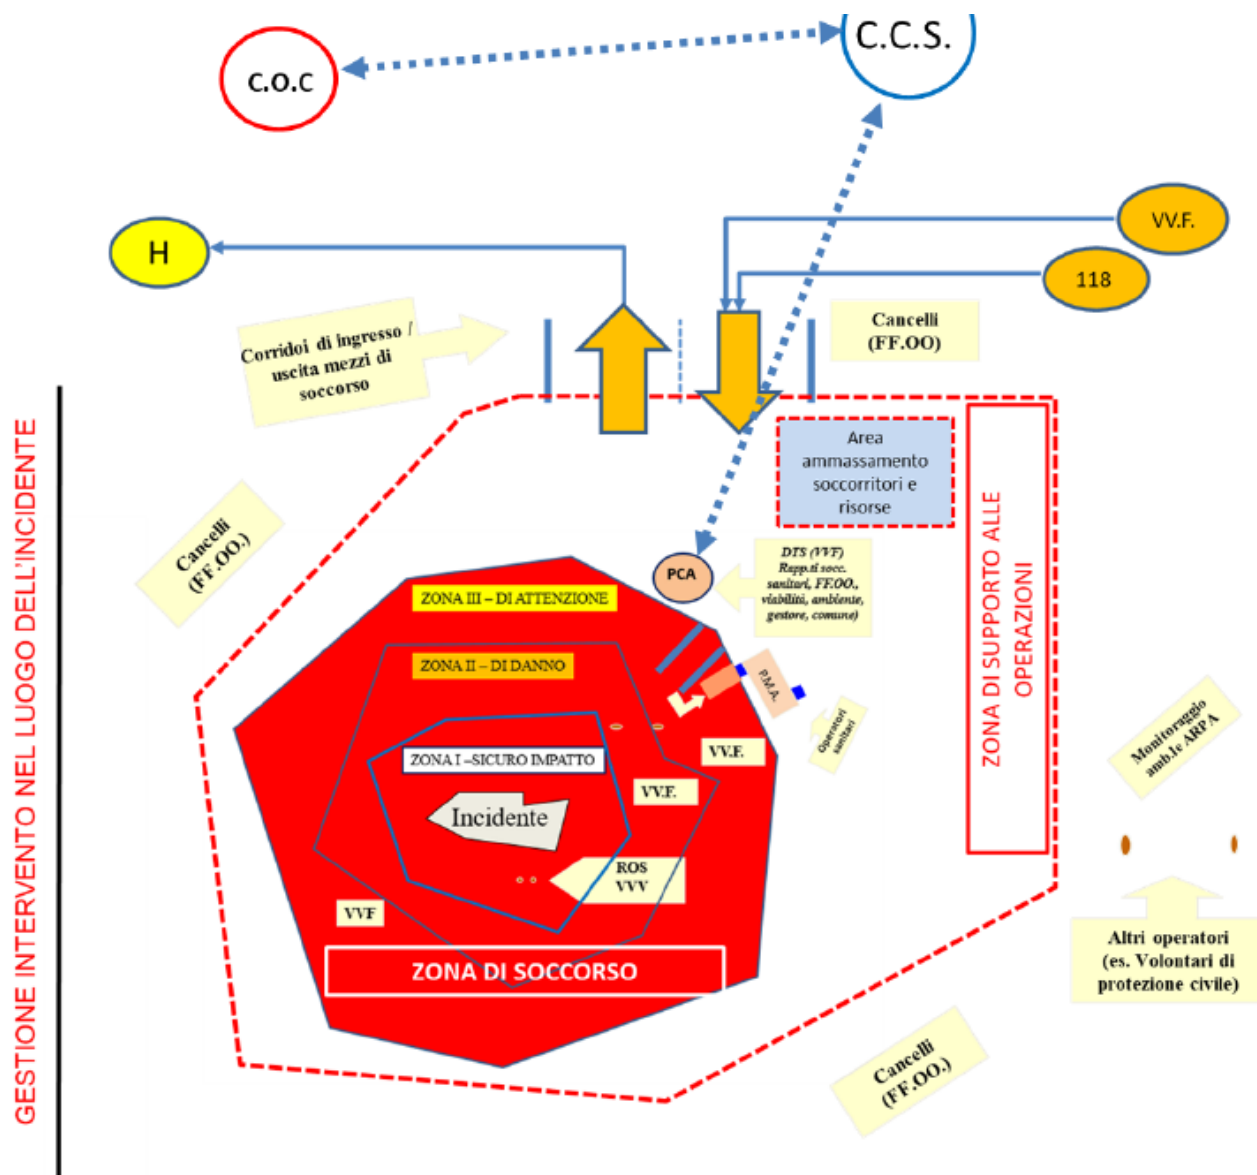 C.O.C
C.C.S.
VV.F.
118
H
Corridoi di ingresso /
uscita mezzi di
soccorso
Cancelli
(FF.OO)
GESTIONE INTERVENTO NEL LUOGO DELL'INCIDENTE
Area
ammassamento
soccorritori e
risorse
ZONA DI SUPPORTO ALLE
OPERAZIONI
Cancelli
(FF.OO.)
PCA
DTS (VVF)
Rapp.ti socc.
sanitari, FF.OO.,
viabilità, ambiente,
gestore, comune)
ZONA III – DI ATTENZIONE
ZONA II – DI DANNO
P.M.A.
Operatori
sanitari
Monitoraggio
amb.le ARPA
ZONA I –SICURO IMPATTO
VV.F.
VV.F.
Incidente
ROS
VVV
VVF
ZONA DI SOCCORSO
Altri operatori
(es. Volontari di
protezione civile)
Cancelli
(FF.OO.)